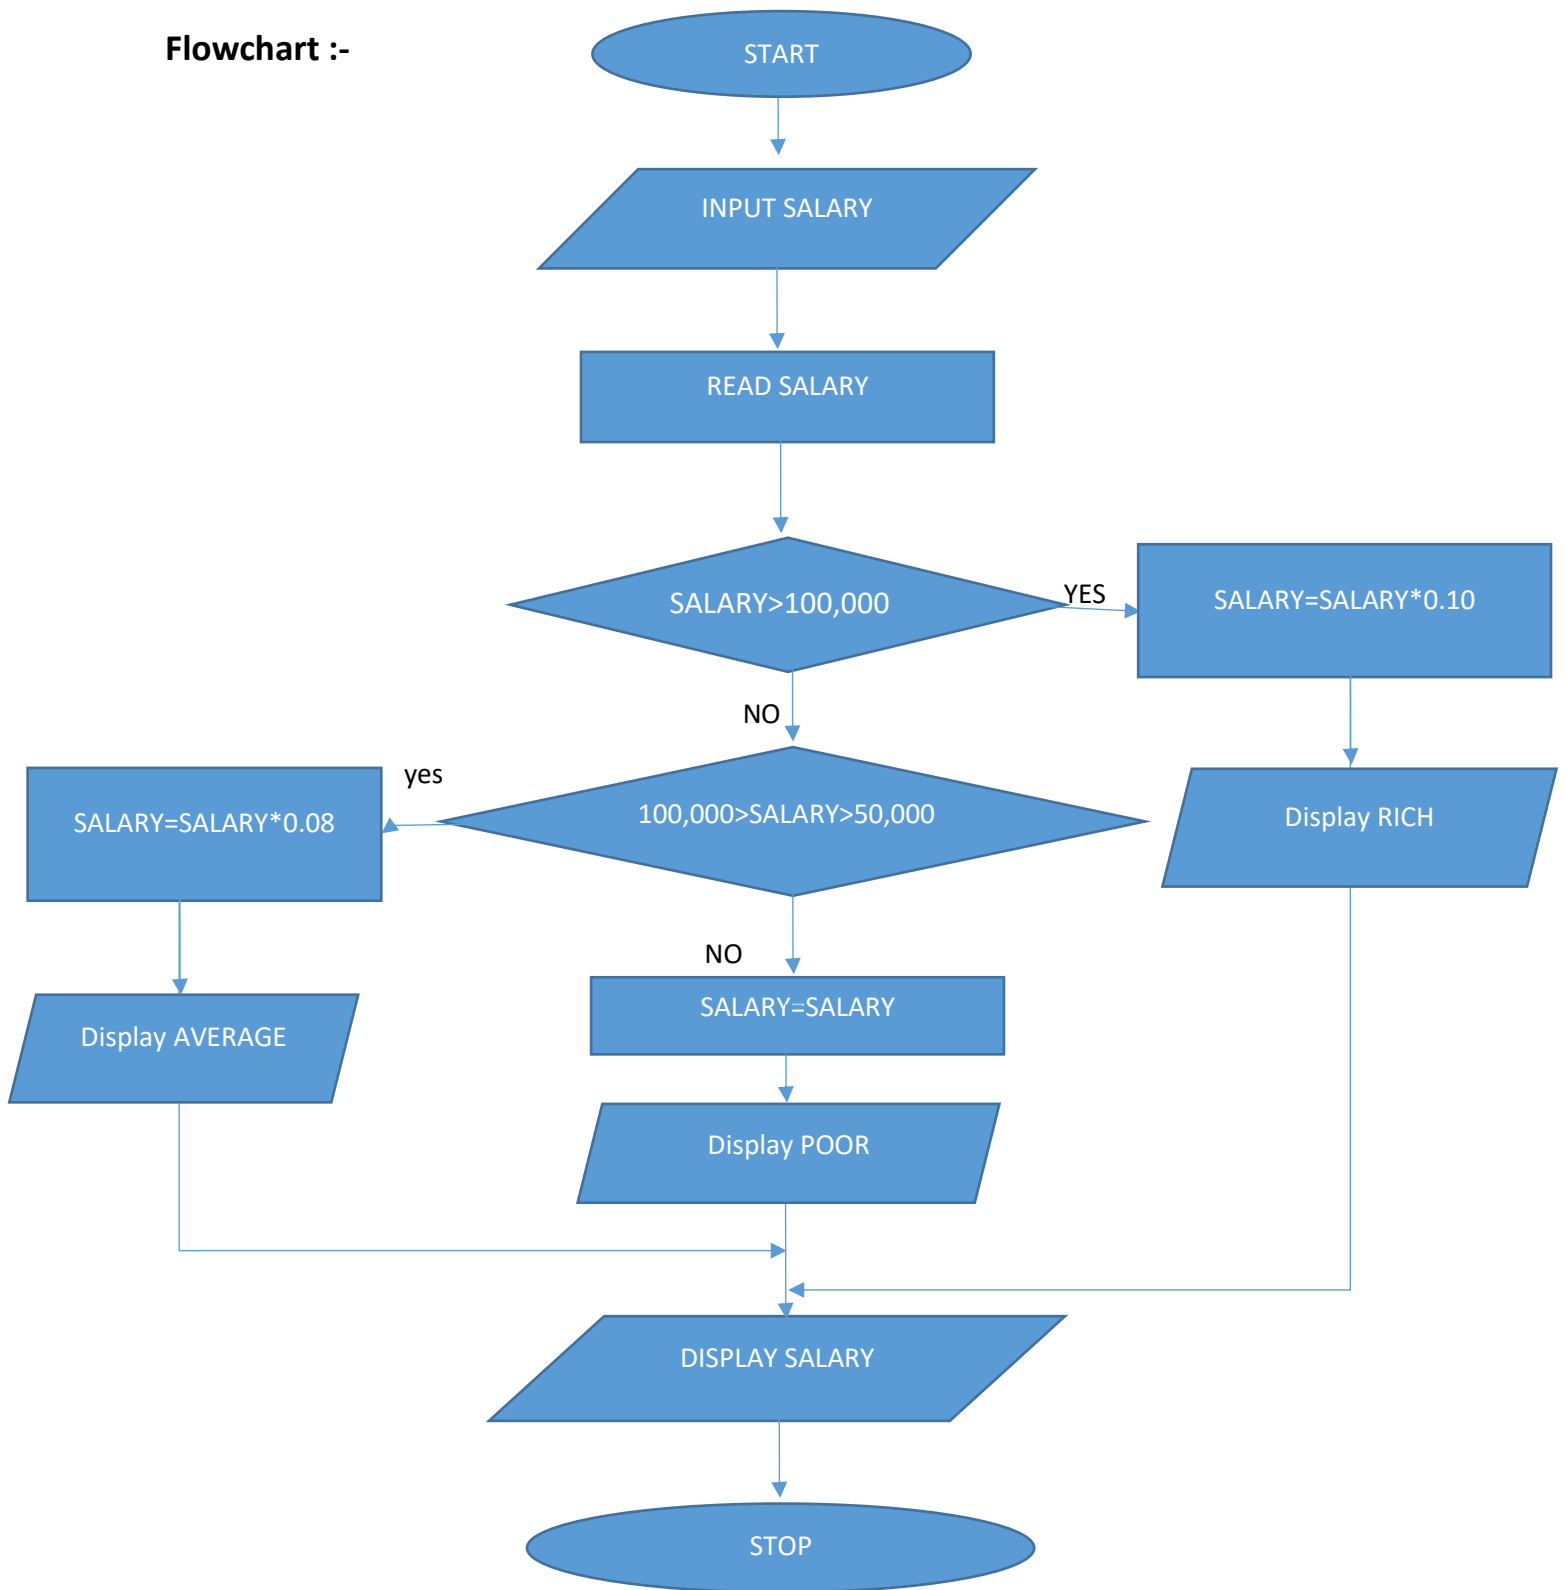 Flowchart :-
START
INPUT SALARY
READ SALARY
SALARY>100,000
YES
SALARY=SALARY*0.10
NO
yes
SALARY=SALARY*0.08
100,000>SALARY>50,000
Display RICH
NO
SALARY=SALARY
Display AVERAGE
Display POOR
DISPLAY SALARY
STOP